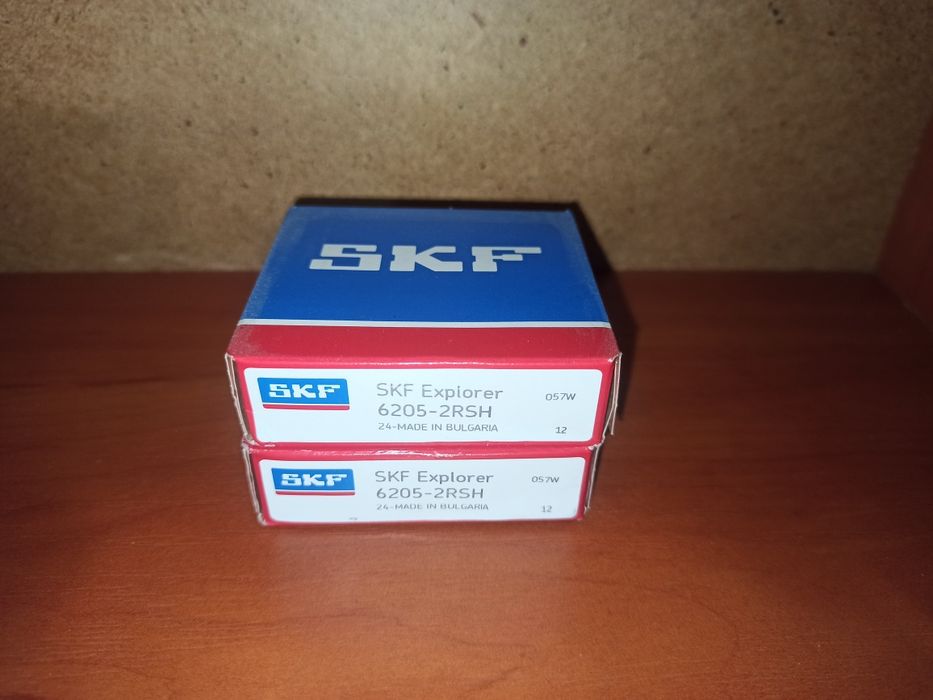 SKF
SKF
SKF Explorer
6205-2RSH
24-MADE IN BULGARIA
057W
12
SKF
SKF Explorer
6205-2RSH
24-MADE IN BULGARIA
057W
12